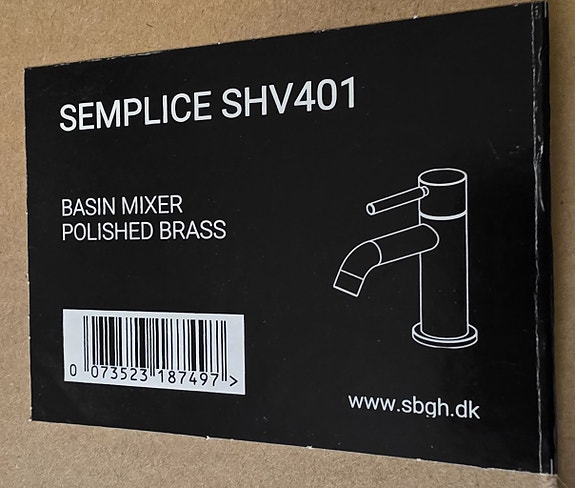 SEMPLICE SHV401
BASIN MIXER
POLISHED BRASS
0 073523 187497 >
www.sbgh.dk